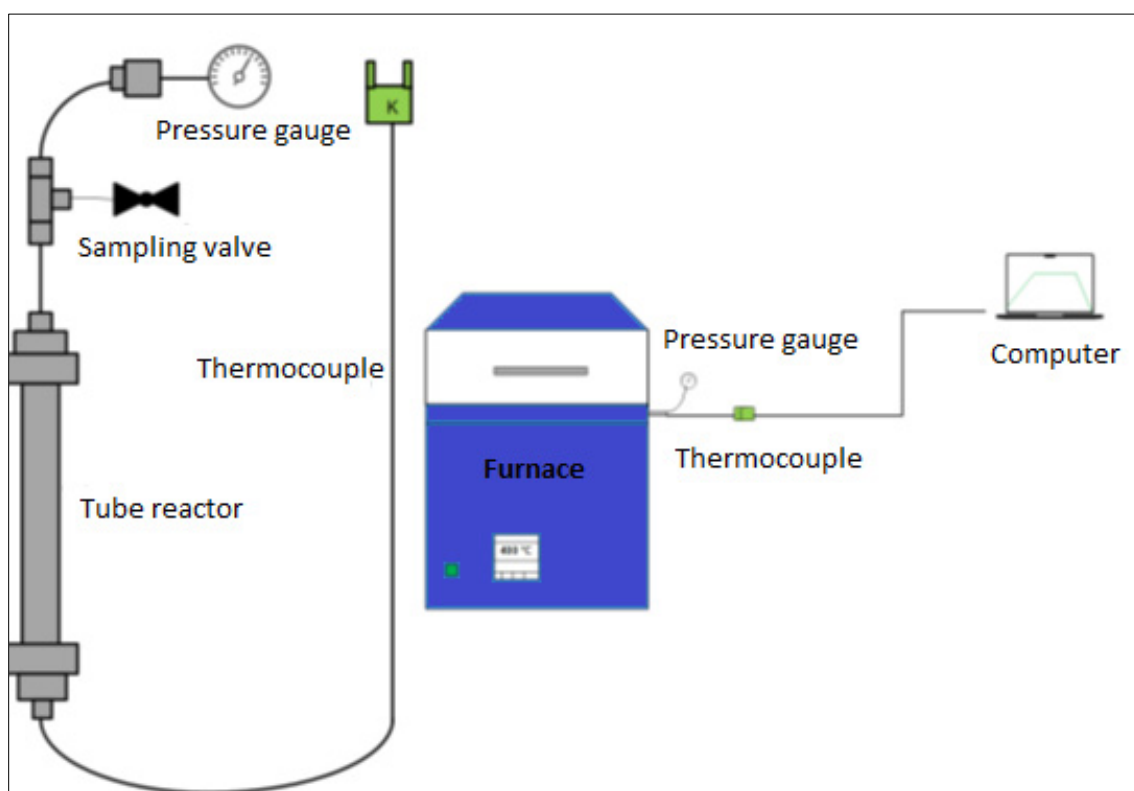 Pressure gauge
K
Sampling valve
Thermocouple
Tube reactor
Furnace
Pressure gauge
Thermocouple
Computer